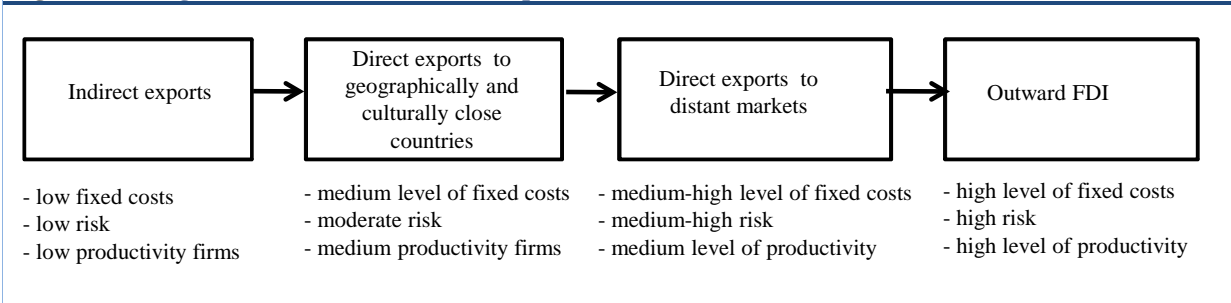 Indirect exports
Direct exports to
geographically and
culturally close
countries
Direct exports to
distant markets
Outward FDI
- low fixed costs
- low risk
- low productivity firms
- medium level of fixed costs
- moderate risk
- medium productivity firms
- medium-high level of fixed costs
- medium-high risk
- medium level of productivity
- high level of fixed costs
- high risk
- high level of productivity